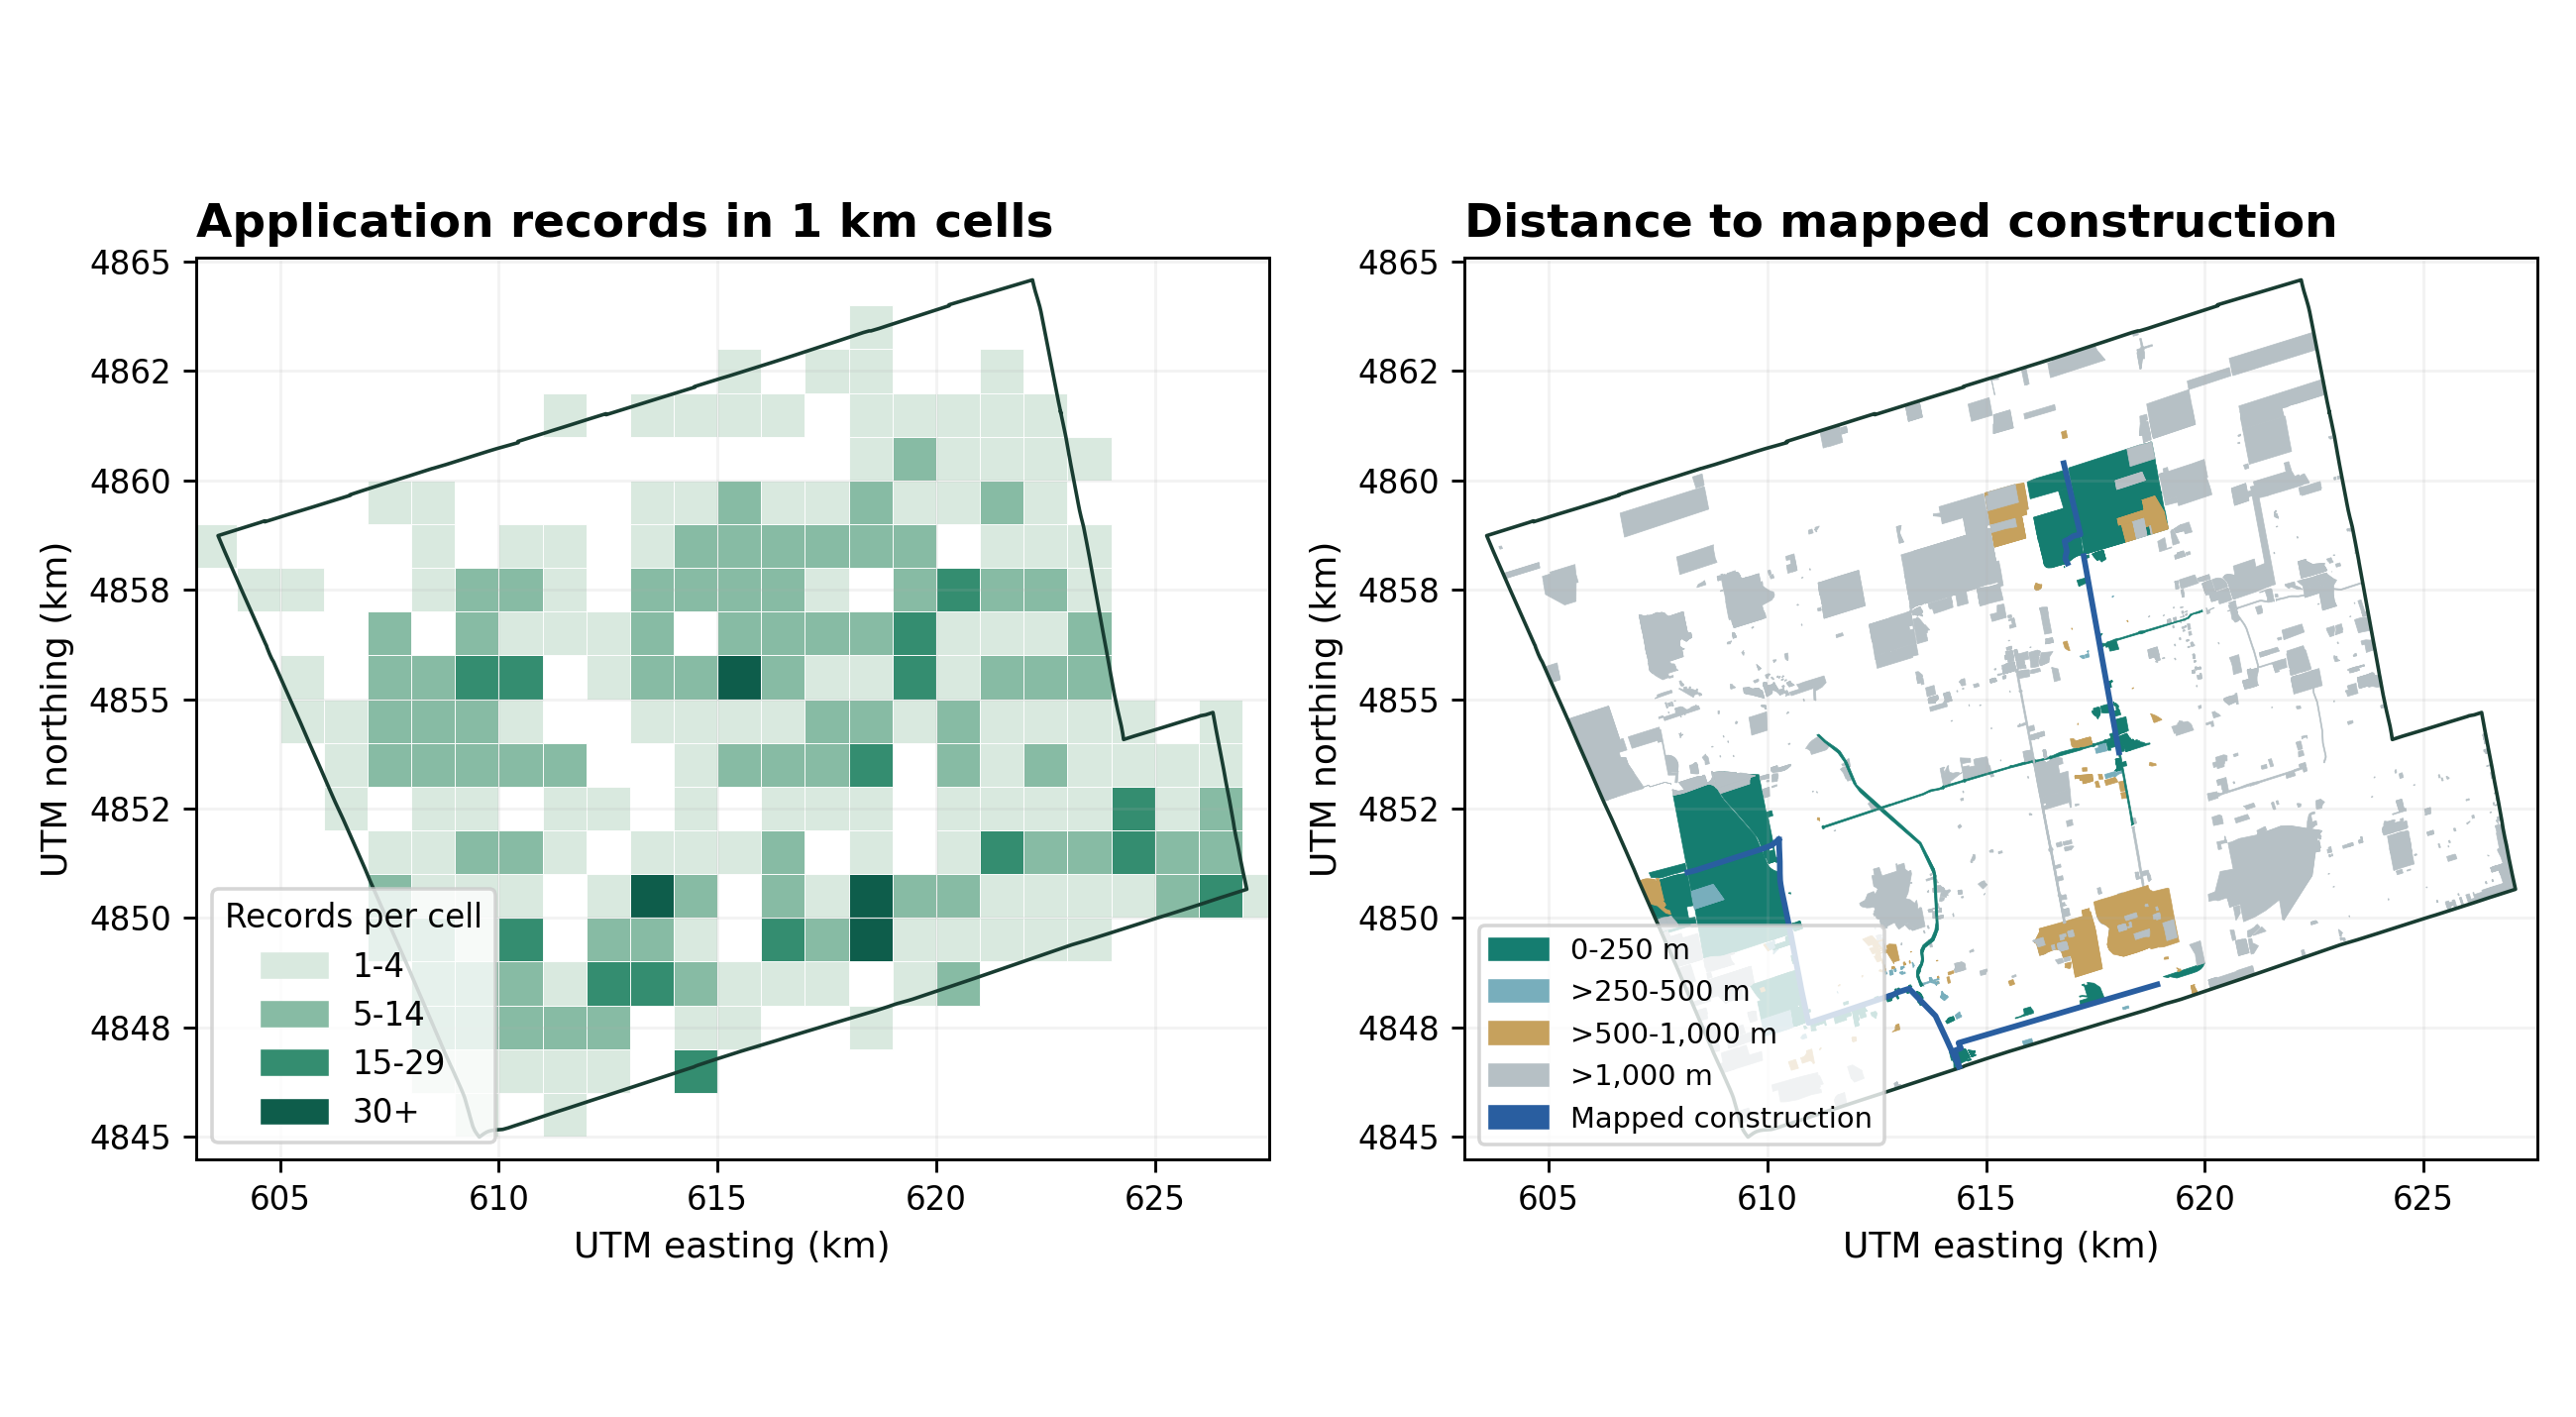 Application records in 1 km cells
4865
4862
4860
4858
4855
4852
4850
4848
4845
UTM northing (km)
Records per cell
1-4
5-14
15-29
30+
605
610
615
620
625
UTM easting (km)
Distance to mapped construction
4865
4862
4860
4858
4855
4852
4850
4848
4845
UTM northing (km)
0-250 m
>250-500 m
>500-1,000 m
>1,000 m
Mapped construction
605
610
615
620
625
UTM easting (km)